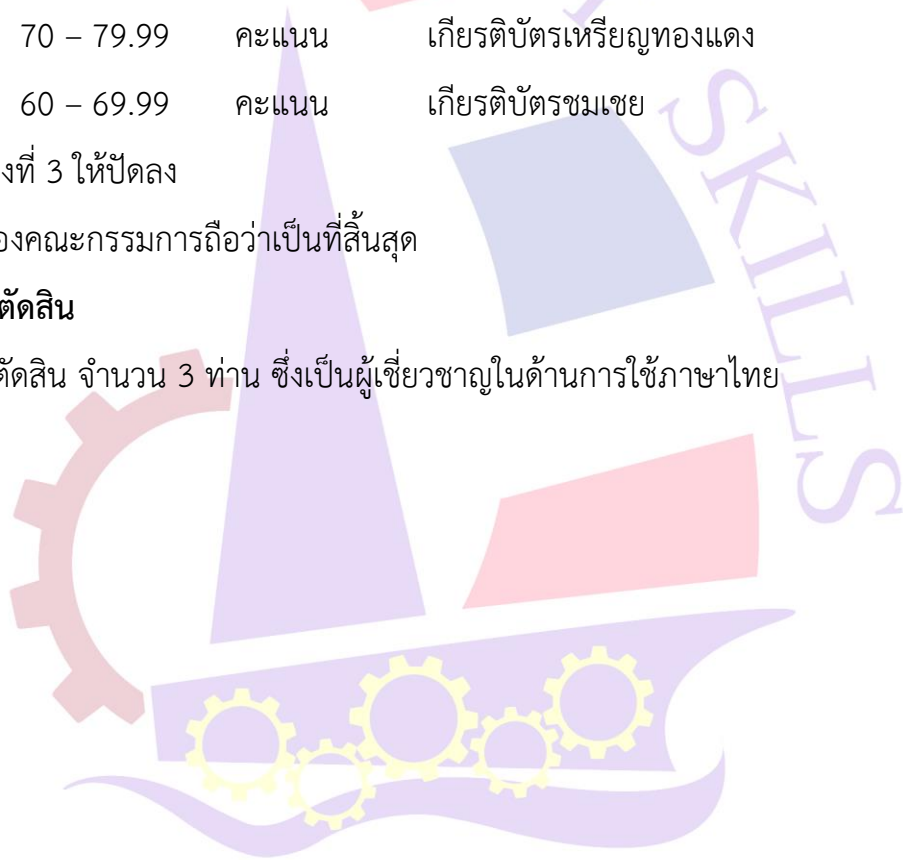 70 – 79.99 คะแนน เกียรติบัตรเหรียญทองแดง
60 – 69.99 คะแนน เกียรติบัตรชมเชย
งที่ 3 ให้ปัดลง
องคณะกรรมการถือว่าเป็นที่สิ้นสุด
ตัดสิน
ตัดสิน จำนวน 3 ท่าน ซึ่งเป็นผู้เชี่ยวชาญในด้านการใช้ภาษาไทย
SKILLS